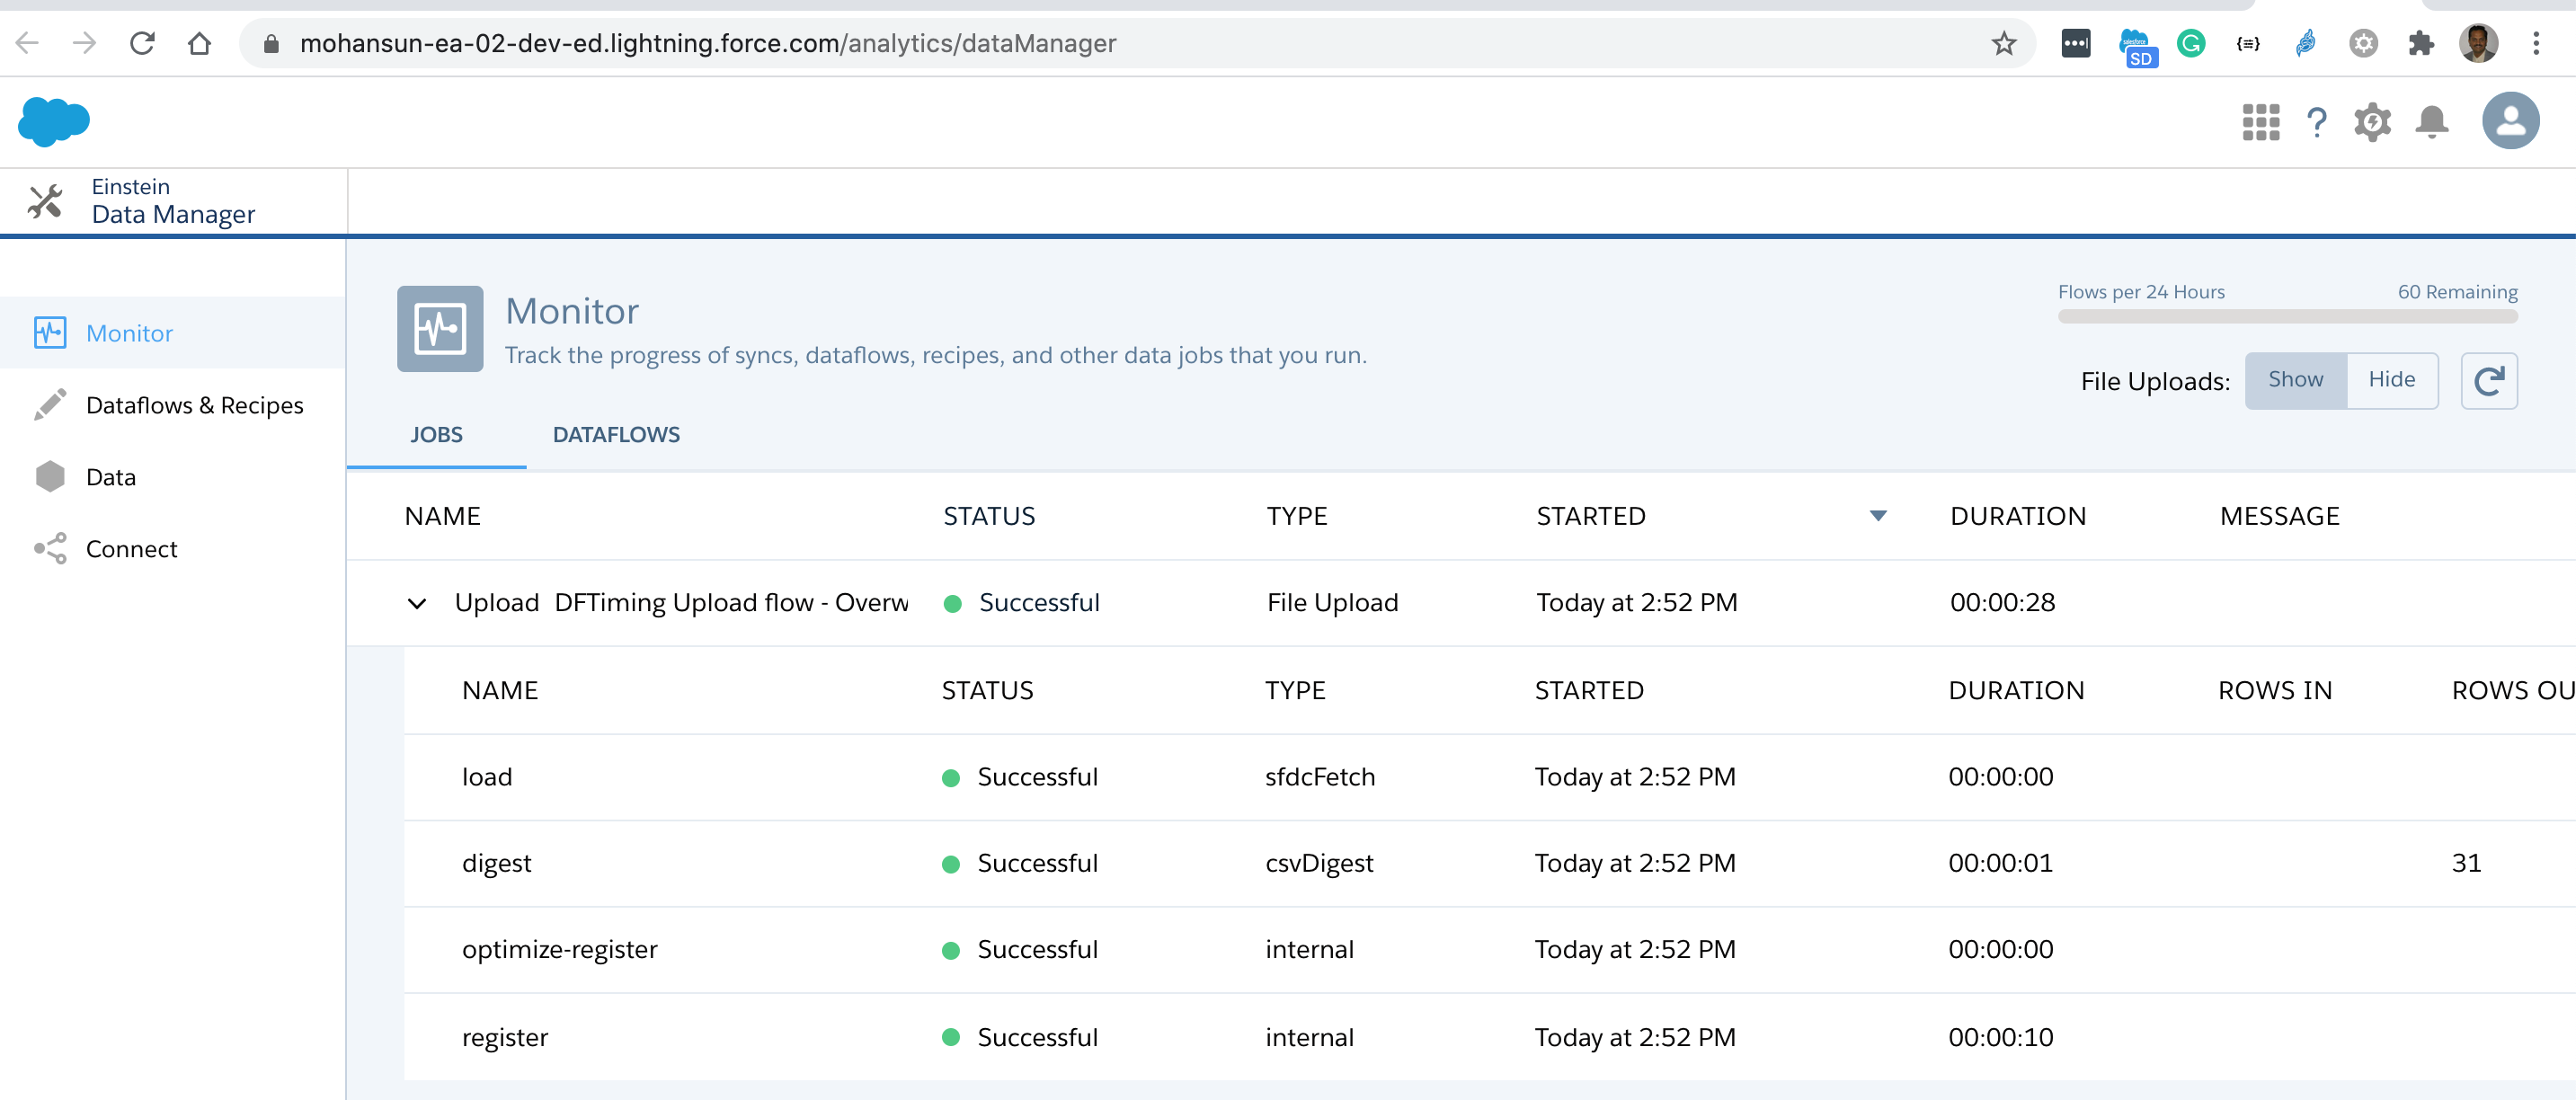 mohansun-ea-02-dev-ed.lightning.force.com/analytics/dataManager
SD
Einstein
Data Manager
Monitor
Dataflows & Recipes
Data
Connect
Monitor
Track the progress of syncs, dataflows, recipes, and other data jobs that you run.
Flows per 24 Hours 60 Remaining
File Uploads: Show Hide
JOBS DATAFLOWS
NAME STATUS TYPE STARTED DURATION MESSAGE
Upload DFTiming Upload flow - Overw Successful File Upload Today at 2:52 PM 00:00:28
NAME STATUS TYPE STARTED DURATION ROWS IN ROWS OU
load Successful sfdcFetch Today at 2:52 PM 00:00:00
digest Successful csvDigest Today at 2:52 PM 00:00:01 31
optimize-register Successful internal Today at 2:52 PM 00:00:00
register Successful internal Today at 2:52 PM 00:00:10